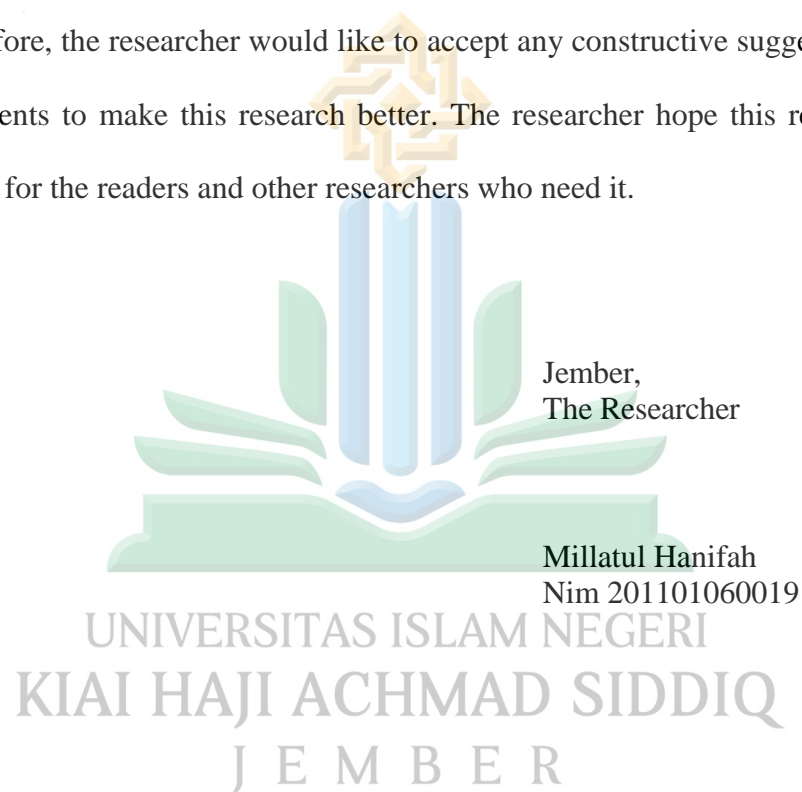 fore, the researcher would like to accept any constructive sugge
ents to make this research better. The researcher hope this re
for the readers and other researchers who need it.
Jember,
The Researcher
Millatul Hanifah
Nim 201101060019
UNIVERSITAS ISLAM NEGERI
KIAI HAJI ACHMAD SIDDIQ
JEMBER